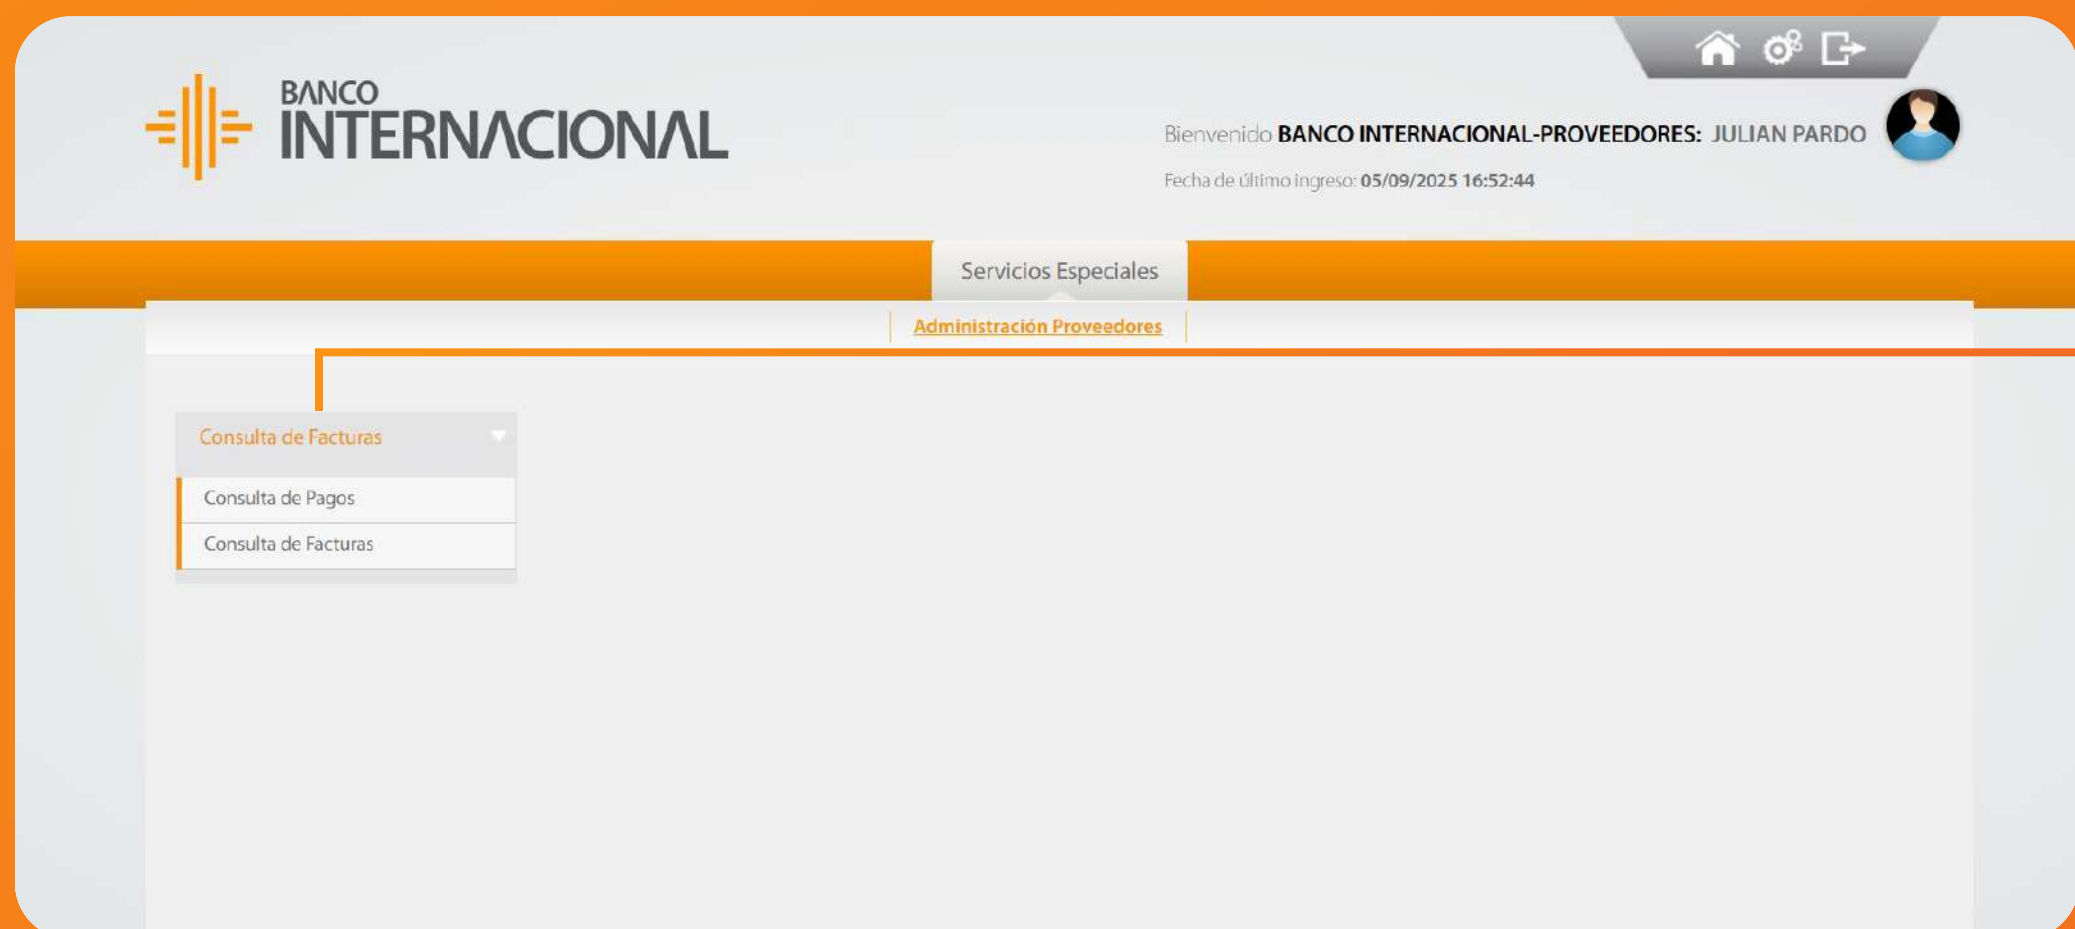 BANCO
INTERNACIONAL
Bienvenido BANCO INTERNACIONAL-PROVEEDORES: JULIAN PARDO
Fecha de último ingreso: 05/09/2025 16:52:44
Servicios Especiales
Administración Proveedores
Consulta de Facturas
Consulta de Pagos
Consulta de Facturas